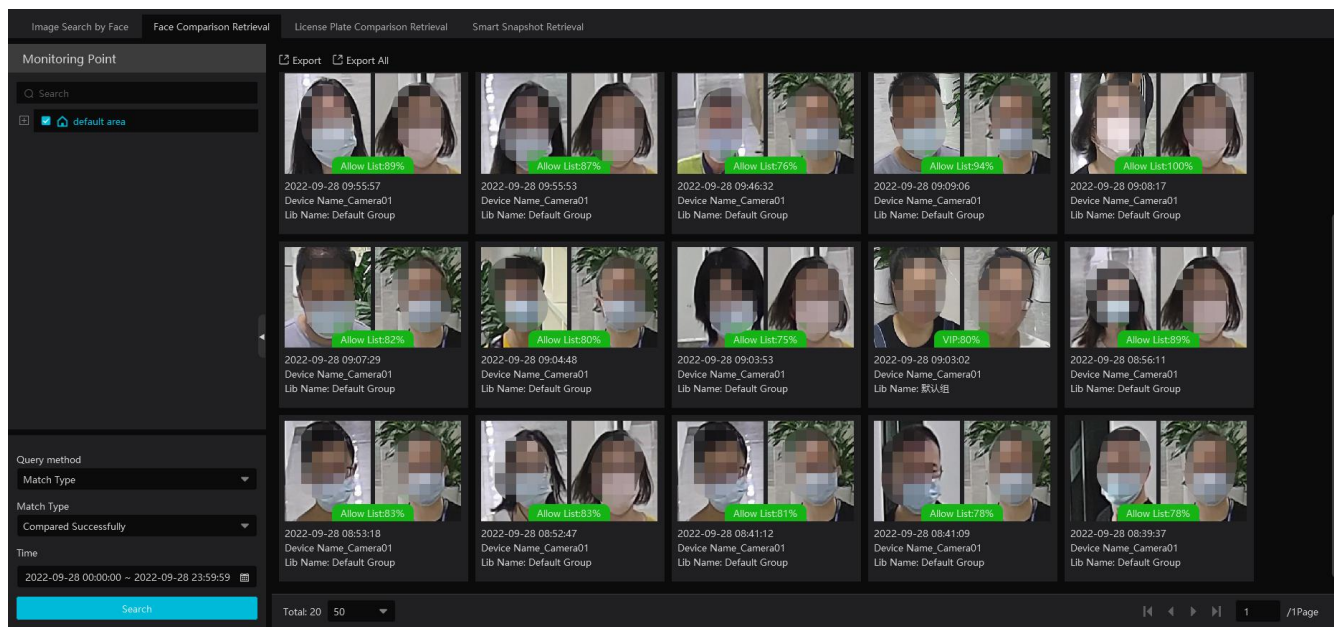 Image Search by Face Face Comparison Retrieval License Plate Comparison Retrieval Smart Snapshot Retrieval
Monitoring Point
Export Export All
Search
default area
Allow List:89% Allow List:87% Allow List:76% Allow List:94% Allow List:100%
2022-09-28 09:55:57 2022-09-28 09:55:53 2022-09-28 09:46:32 2022-09-28 09:09:06 2022-09-28 09:08:17
Device Name_Camera01 Device Name_Camera01 Device Name_Camera01 Device Name_Camera01 Device Name_Camera01
Lib Name: Default Group Lib Name: Default Group Lib Name: Default Group Lib Name: Default Group Lib Name: Default Group
Allow List:82% Allow List:80% Allow List:75% VIP:80% Allow List:89%
2022-09-28 09:07:29 2022-09-28 09:04:48 2022-09-28 09:03:53 2022-09-28 09:03:02 2022-09-28 08:56:11
Device Name_Camera01 Device Name_Camera01 Device Name_Camera01 Device Name_Camera01 Device Name_Camera01
Lib Name: Default Group Lib Name: Default Group Lib Name: Default Group Lib Name: 默认组 Lib Name: Default Group
Allow List:83% Allow List:83% Allow List:81% Allow List:78% Allow List:78%
2022-09-28 08:53:18 2022-09-28 08:52:47 2022-09-28 08:41:12 2022-09-28 08:41:09 2022-09-28 08:39:37
Device Name_Camera01 Device Name_Camera01 Device Name_Camera01 Device Name_Camera01 Device Name_Camera01
Lib Name: Default Group Lib Name: Default Group Lib Name: Default Group Lib Name: Default Group Lib Name: Default Group
Query method
Match Type
Match Type
Compared Successfully
Time
2022-09-28 00:00:00 ~ 2022-09-28 23:59:59
Search
Total: 20 50 1 /1Page